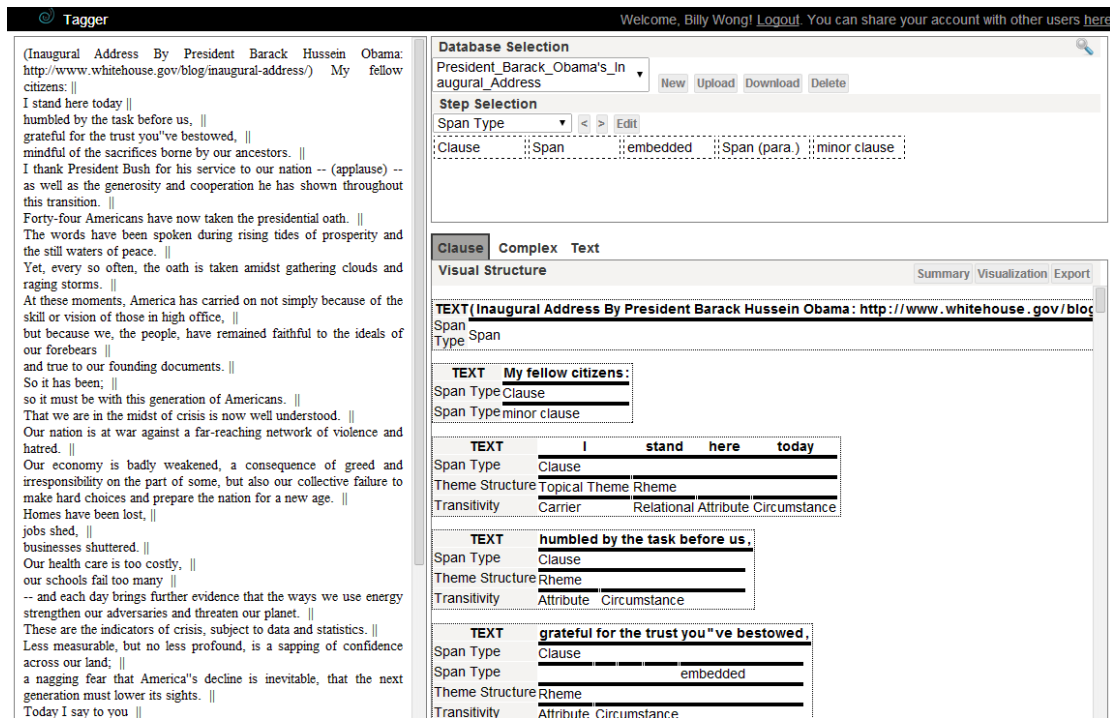 Tagger
Welcome, Billy Wong! Logout. You can share your account with other users here
(Inaugural Address By President Barack Hussein Obama:
http://www.whitehouse.gov/blog/inaugural-address/) My fellow
citizens: ||
I stand here today ||
humbled by the task before us, ||
grateful for the trust you"ve bestowed, ||
mindful of the sacrifices borne by our ancestors. ||
I thank President Bush for his service to our nation -- (applause) --
as well as the generosity and cooperation he has shown throughout
this transition. ||
Forty-four Americans have now taken the presidential oath. ||
The words have been spoken during rising tides of prosperity and
the still waters of peace. ||
Yet, every so often, the oath is taken amidst gathering clouds and
raging storms. ||
At these moments, America has carried on not simply because of the
skill or vision of those in high office, ||
but because we, the people, have remained faithful to the ideals of
our forebears ||
and true to our founding documents. ||
So it has been; ||
so it must be with this generation of Americans. ||
That we are in the midst of crisis is now well understood. ||
Our nation is at war against a far-reaching network of violence and
hatred. ||
Our economy is badly weakened, a consequence of greed and
irresponsibility on the part of some, but also our collective failure to
make hard choices and prepare the nation for a new age. ||
Homes have been lost, ||
jobs shed, ||
businesses shuttered. ||
Our health care is too costly, ||
our schools fail too many ||
-- and each day brings further evidence that the ways we use energy
strengthen our adversaries and threaten our planet. ||
These are the indicators of crisis, subject to data and statistics. ||
Less measurable, but no less profound, is a sapping of confidence
across our land; ||
a nagging fear that America"s decline is inevitable, that the next
generation must lower its sights. ||
Today I say to you ||
Database Selection
President_Barack_Obama's_In
augural_Address
New Upload Download Delete
Step Selection
Span Type < > Edit
Clause Span embedded Span (para.) minor clause
Clause Complex Text
Visual Structure
Summary Visualization Export
TEXT (Inaugural Address By President Barack Hussein Obama: http://www.whitehouse.gov/blog
Span
Type Span
TEXT My fellow citizens:
Span Type Clause
Span Type minor clause
TEXT I stand here today
Span Type Clause
Theme Structure Topical Theme Rheme
Transitivity Carrier Relational Attribute Circumstance
TEXT humbled by the task before us,
Span Type Clause
Theme Structure Rheme
Transitivity Attribute Circumstance
TEXT grateful for the trust you"ve bestowed,
Span Type Clause
Span Type embedded
Theme Structure Rheme
Transitivity Attribute Circumstance